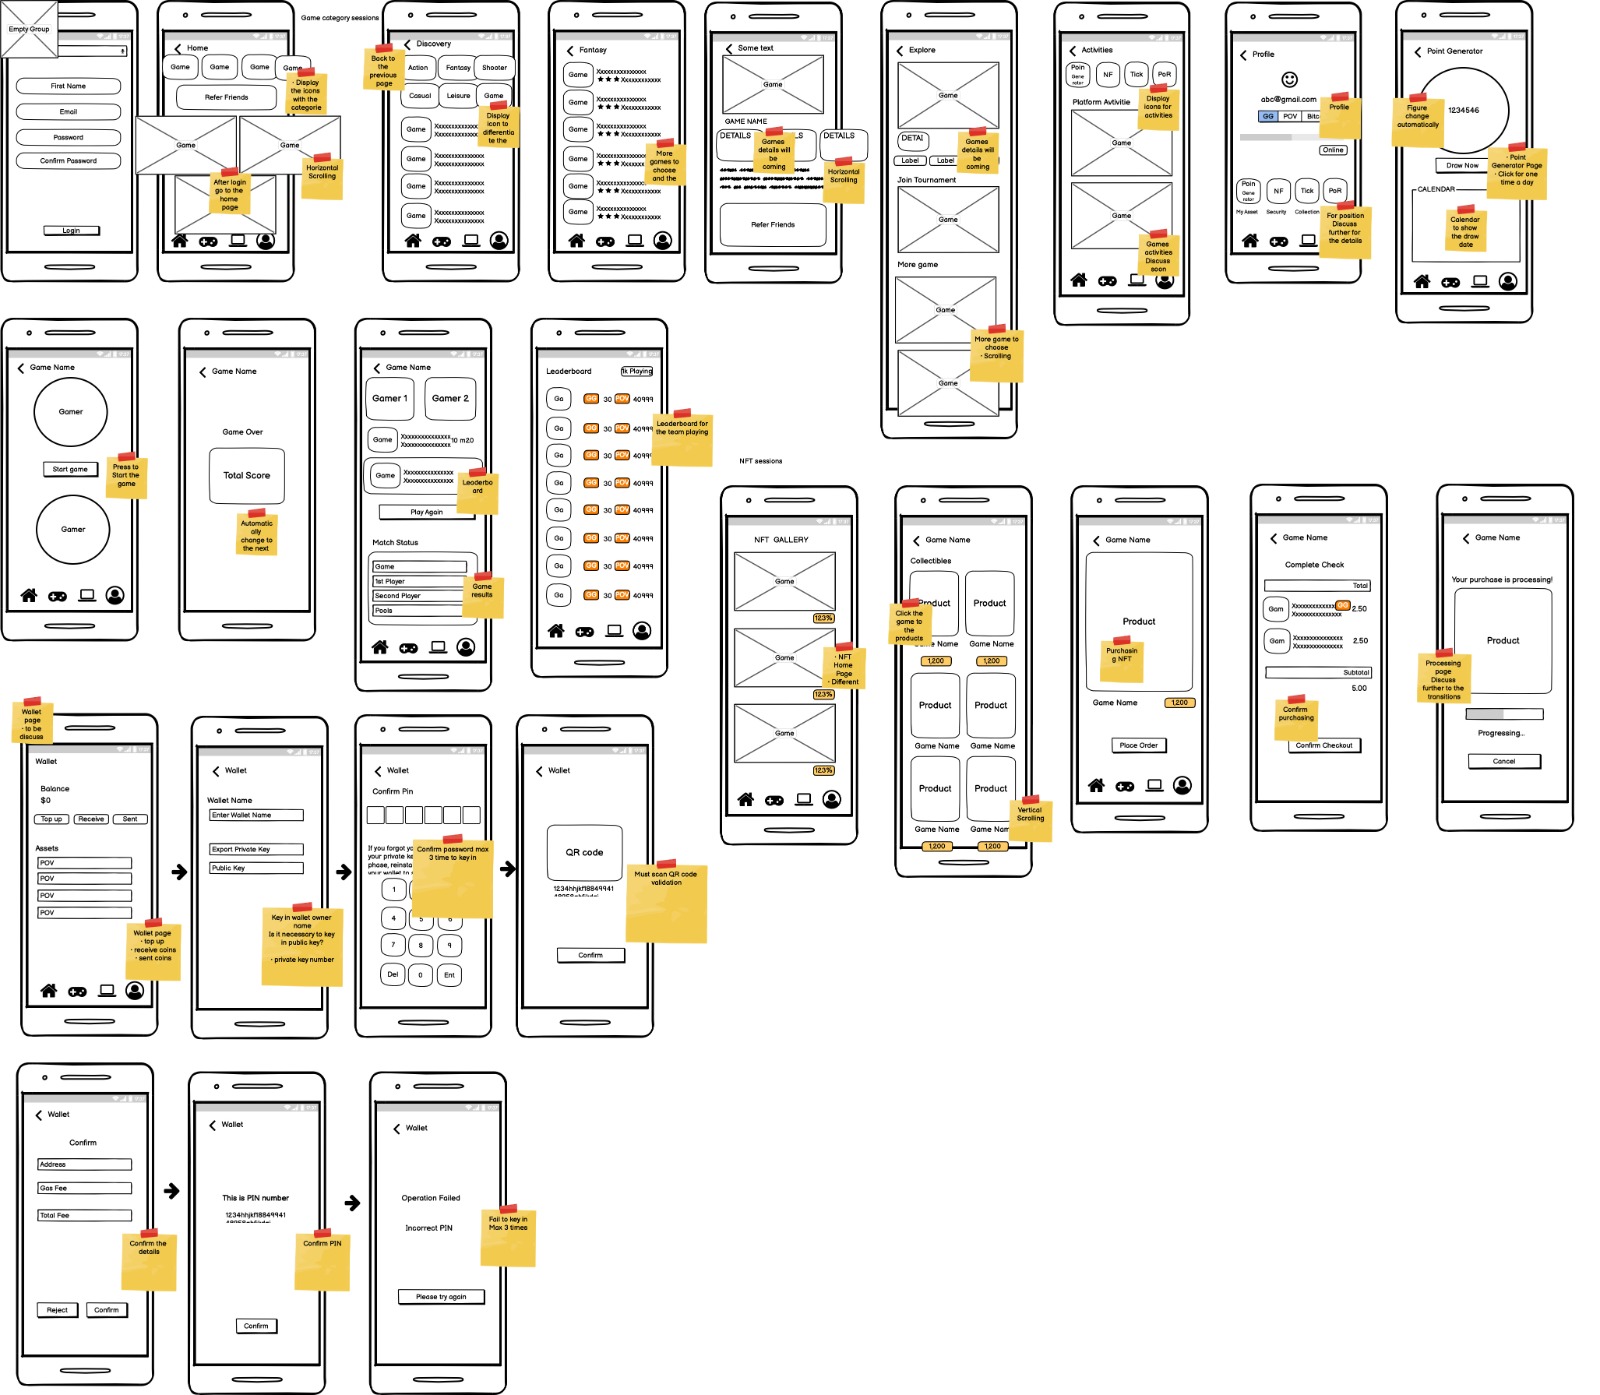 Empty Group
First Name
Email
Password
Confirm Password
Login
Home
Game
Game
Game
Game
Refer Friends
Game
Game
· Display
the icons
with the
categorie
After login
go to the
home
page
Horizontal
Scrolling
Game category sessions
Back to
the
previous
page
Discovery
Action
Fantasy
Shooter
Casual
Leisure
Game
Display
icon to
differentia
te the
Game
Xxxxxxxxxxxxxxx
Xxxxxxxxxxxxxxx
Game
Xxxxxxxxxxxxxxx
Xxxxxxxxxxxxxxx
Game
Xxxxxxxxxxxxxxx
Xxxxxxxxxxxxxxx
Game
Xxxxxxxxxxxxxxx
Xxxxxxxxxxxxxxx
Fantasy
Game
Game
Game
Game
Game
Game
More
games to
choose
and the
Some text
Game
GAME NAME
DETAILS
DETAILS
Games
details will
be
coming
Horizontal
Scrolling
Refer Friends
Explore
Game
DETAI
Label
Label
Games
details will
be
coming
Join Tournament
Game
More game
Game
Game
More game to
choose
· Scrolling
Activities
Poin
Gene
rator
NF
Tick
PoR
Platform Avtivitie
Display
icons for
activities
Game
Game
Games
activities
Discuss
soon
Profile
abc@gmail.com
GG
POV
Bitc
Profile
Online
Poin
Gene
rator
NF
Tick
PoR
My Asset
Security
Collection
For position
Discuss
further for
the details
Point Generator
1234546
Figure
change
automatically
Draw Now
· Point
Generator Page
· Click for one
time a day
CALENDAR
Calendar
to show
the draw
date
Game Name
Gamer
Start game
Press to
Start the
game
Gamer
Game Name
Game Over
Total Score
Automatic
ally
change to
the next
Game Name
Gamer 1
Gamer 2
Game
Xxxxxxxxxxxxxxx
Xxxxxxxxxxxxxxx
10 m20
Game
Xxxxxxxxxxxxxxx
Xxxxxxxxxxxxxxx
Leaderbo
ard
Play Again
Match Status
Game
1st Player
Second Player
Pools
Game
results
Leaderboard
1k Playing
Go GG 30 POV 40999
Go GG 30 POV 40999
Go GG 30 POV 40999
Go GG 30 POV 40999
Go GG 30 POV 40999
Go GG 30 POV 40999
Go GG 30 POV 40999
Go GG 30 POV 40999
Leaderboard for
the team playing
NFT sessions
NFT GALLERY
Game
123%
Game
123%
Game
123%
· NFT
Home
Page
· Different
Game Name
Collectibles
Product
Product
Click the
game to
the
products
Game Name
Game Name
1,200
1,200
Product
Product
Game Name
Game Name
Product
Product
Game Name
Game Nam
1,200
1,200
Vertical
Scrolling
Game Name
Product
Purchasin
g NFT
Game Name
1,200
Place Order
Game Name
Complete Check
Total
Gam
GG
2.50
Gam
Xxxxxxxxxxxxxxx
Xxxxxxxxxxxxxxx
2.50
Subtotal
5.00
Confirm
purchasing
Confirm Checkout
Game Name
Your purchase is processing!
Product
Processing
page
Discuss
further to the
transitions
Progressing...
Cancel
Wallet
page
· to be
discuss
Wallet
Balance
$0
Top up
Receive
Sent
Assets
POV
POV
POV
POV
Wallet page
· top up
· receive coins
· sent coins
Wallet
Wallet Name
Enter Wallet Name
Export Private Key
Public Key
Key in wallet owner
name
Is it necessary to key
in public key?
· private key number
Wallet
Confirm Pin
If you forgot yo
your private ke
phase, reinsta
Confirm password max
3 time to key in
1
4
5
6
7
8
9
Del
0
Ent
Wallet
QR code
1234hhjkf18849941
Must scan QR code
validation
Confirm
Wallet
Confirm
Address
Gas Fee
Total Fee
Confirm the
details
Reject
Confirm
Wallet
This is PIN number
1234hhjkf18849941
Confirm PIN
Confirm
Wallet
Operation Failed
Incorrect PIN
Fail to key in
Max 3 times
Please try again